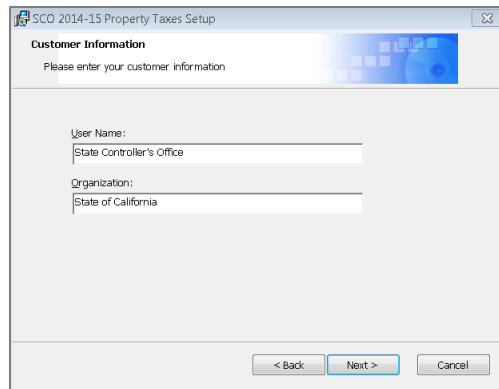 SCO 2014-15 Property Taxes Setup
Customer Information
Please enter your customer information
User Name:
State Controller's Office
Organization:
State of California
< Back Next > Cancel